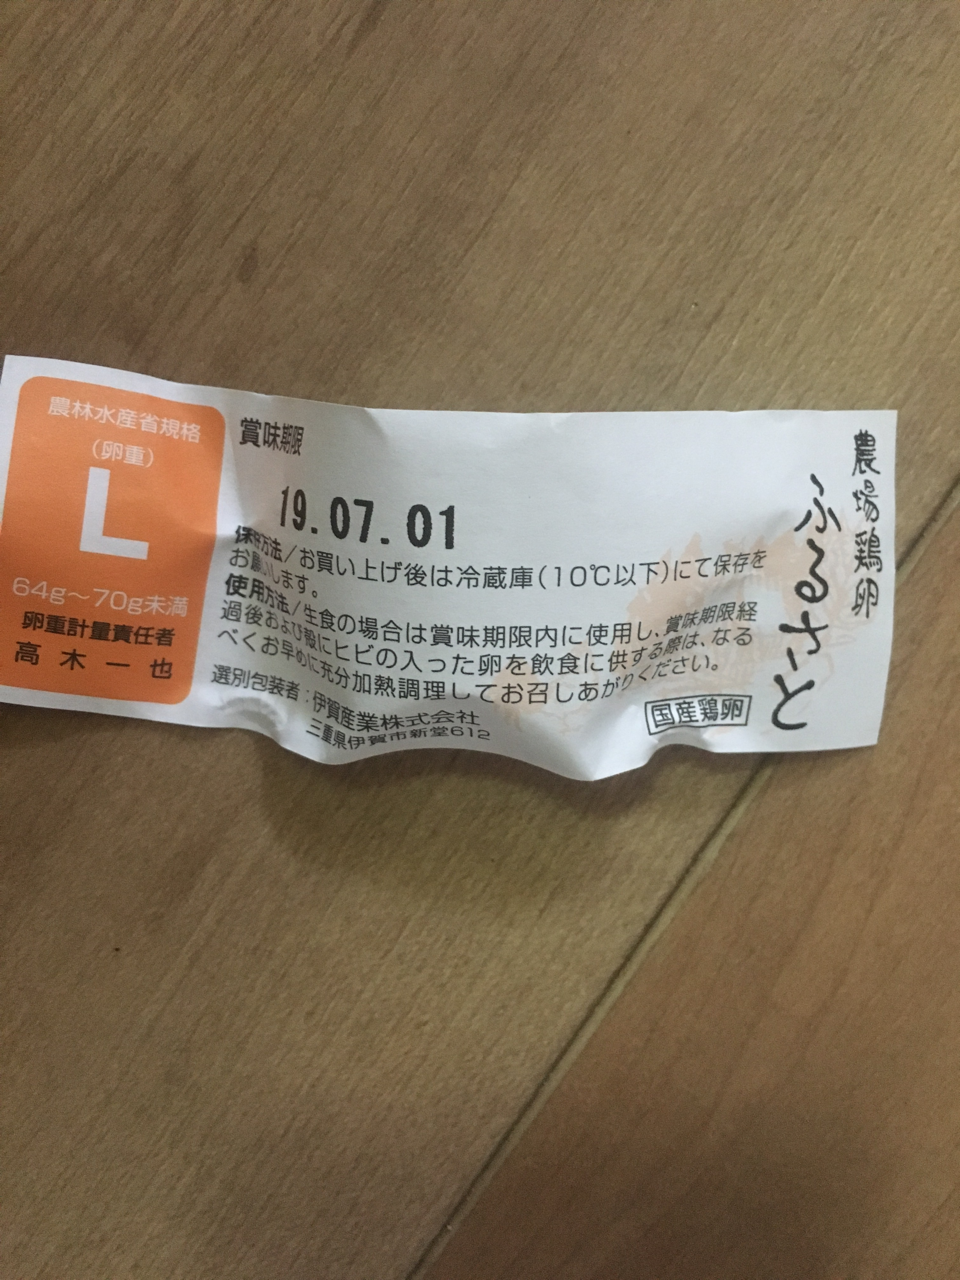 農林水産省規格
(卵重)
L
64g〜70g未満
卵重計量責任者
高木一也
賞味期限
19.07.01
保存方法/お買い上げ後は冷蔵庫(10℃以下)にて保存を
お願いします。
使用方法/生食の場合は賞味期限内に使用し、賞味期限経
過後および殻にヒビの入った卵を飲食に供する際は、なる
べくお早めに充分加熱調理してお召しあがりください。
選別包装者:伊賀産業株式会社
三重県伊賀市新堂612
国産鶏卵
農場鶏卵
ふるさと